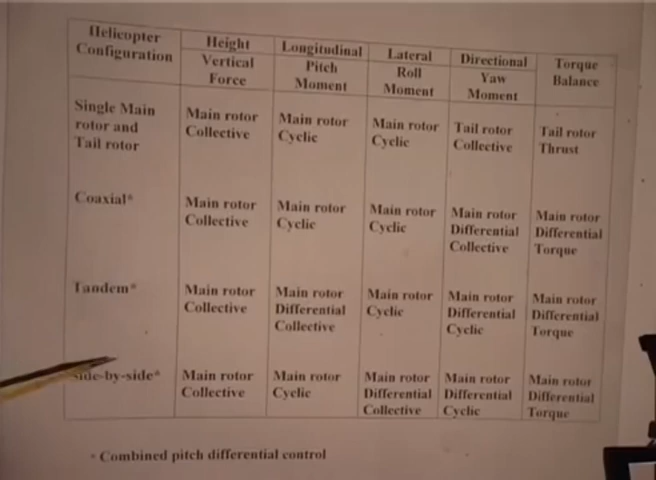 Helicopter Configuration | Height | Longitudinal | Lateral | Directional | Torque Balance
Vertical Force | Pitch Moment | Roll Moment | Yaw Moment
Single Main rotor and Tail rotor | Main rotor Collective | Main rotor Cyclic | Main rotor Cyclic | Tail rotor Collective | Tail rotor Thrust
Coaxial* | Main rotor Collective | Main rotor Cyclic | Main rotor Cyclic | Main rotor Differential Collective | Main rotor Differential Torque
Tandem* | Main rotor Collective | Main rotor Differential Collective | Main rotor Cyclic | Main rotor Differential Cyclic | Main rotor Differential Torque
Side-by-side* | Main rotor Collective | Main rotor Cyclic | Main rotor Differential Collective | Main rotor Differential Cyclic | Main rotor Differential Torque
* Combined pitch differential control